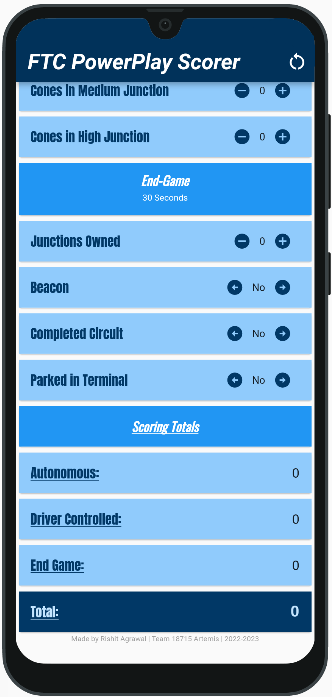 FTC PowerPlay Scorer
Cones in Medium Junction 0
Cones in High Junction 0
End-Game
30 Seconds
Junctions Owned 0
Beacon No
Completed Circuit No
Parked in Terminal No
Scoring Totals
Autonomous: 0
Driver Controlled: 0
End Game: 0
Total: 0
Made by Rishit Agrawal | Team 18715 Artemis | 2022-2023